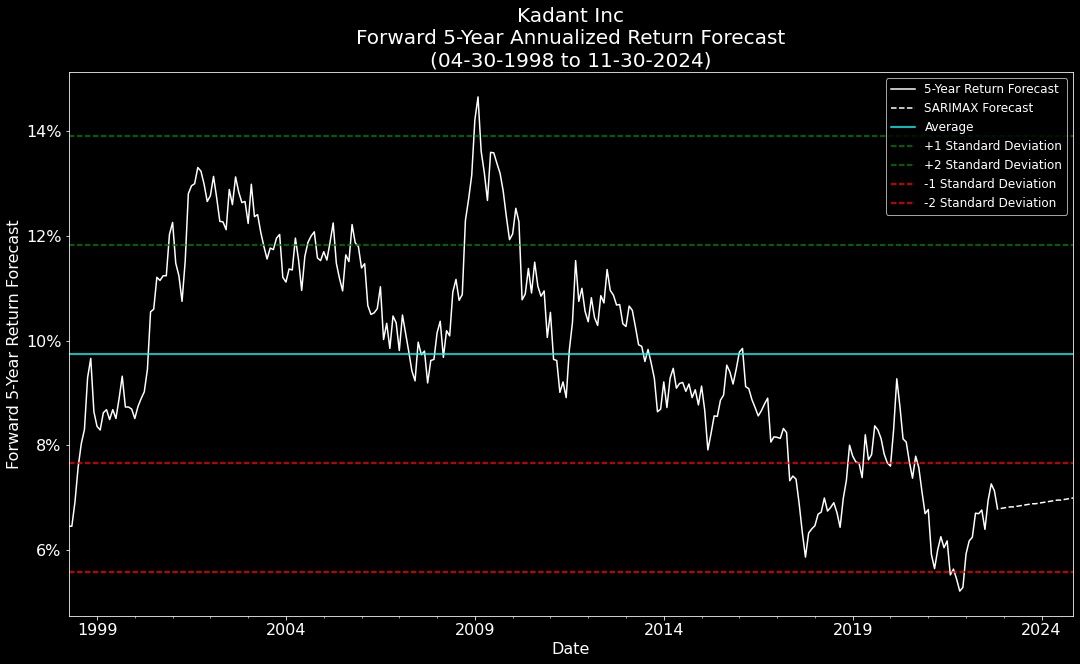 Kadant Inc
Forward 5-Year Annualized Return Forecast
(04-30-1998 to 11-30-2024)
5-Year Return Forecast
SARIMAX Forecast
Average
+1 Standard Deviation
+2 Standard Deviation
-1 Standard Deviation
-2 Standard Deviation
Forward 5-Year Return Forecast
14%
12%
10%
8%
6%
1999 2004 2009 2014 2019 2024
Date